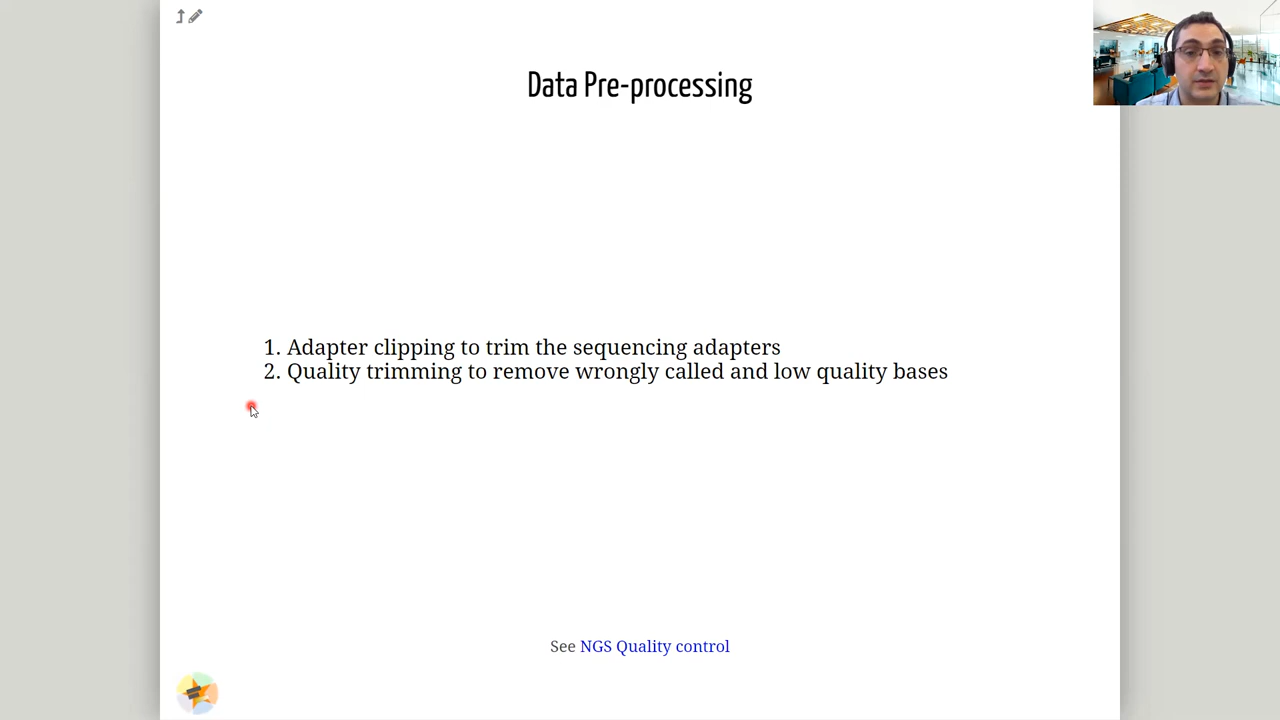 Data Pre-processing
1. Adapter clipping to trim the sequencing adapters
2. Quality trimming to remove wrongly called and low quality bases
See NGS Quality control